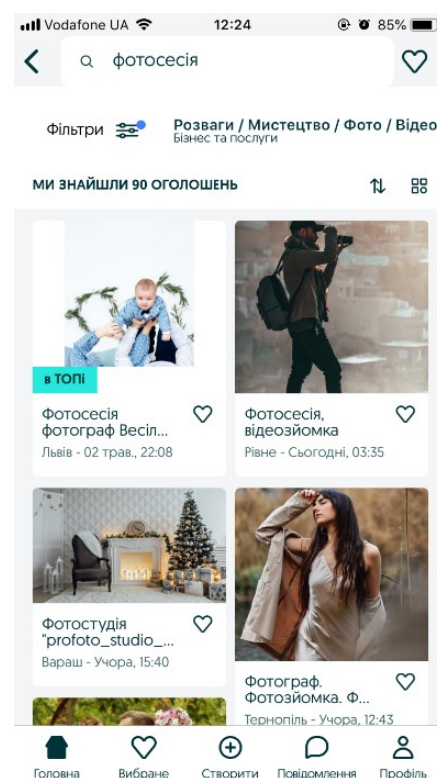 Vodafone UA 12:24 85%
фотосесія
Фільтри
Розваги / Мистецтво / Фото / Відео
Бізнес та послуги
МИ ЗНАЙШЛИ 90 ОГОЛОШЕНЬ
в ТОПі
Фотосесія
фотограф Весіл...
Львів - 02 трав., 22:08
Фотосесія,
відеозйомка
Рівне - Сьогодні, 03:35
Фотостудія
"profoto_studio_...
Вараш - Учора, 15:40
Фотограф.
Фотозйомка. Ф...
Тернопіль - Учора, 12:43
Головна Вибране Створити Повідомлення Профіль